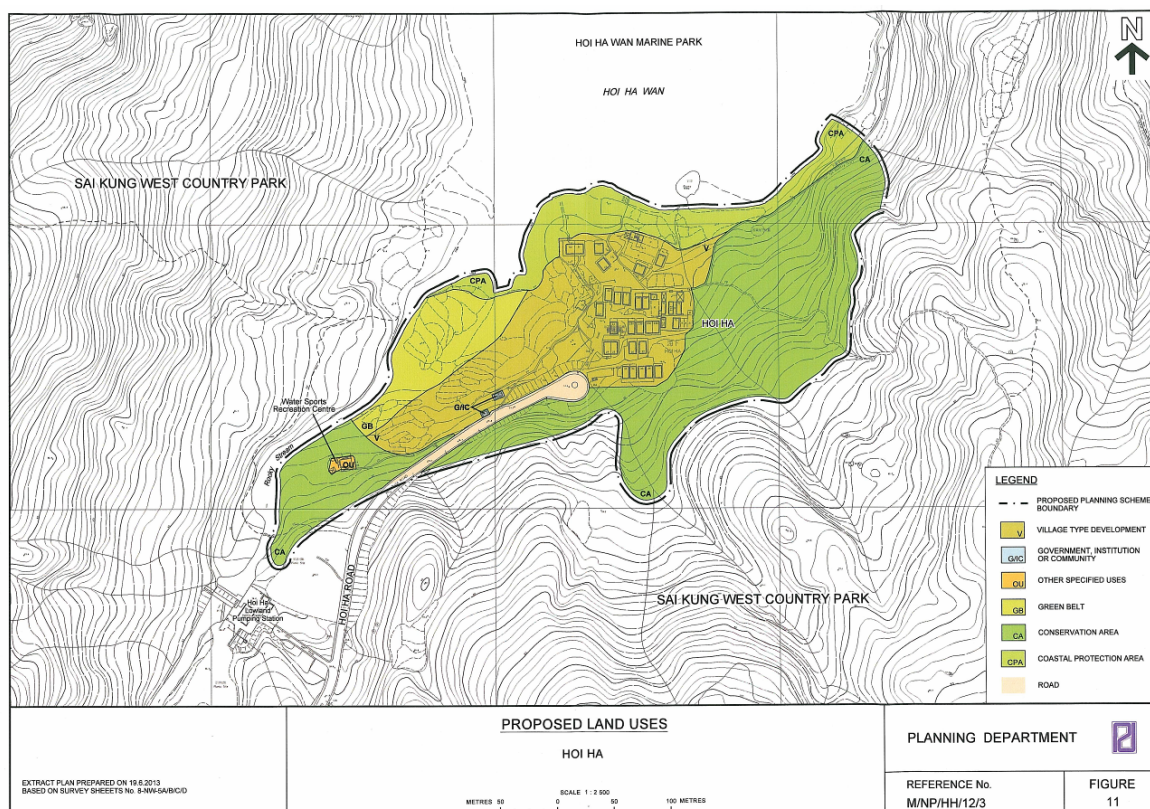 HOI HA WAN MARINE PARK
HOI HA WAN
N
SAI KUNG WEST COUNTRY PARK
CPA
CA
V
CPA
HOI HA
G/IC
Water Sports
Recreation Centre
GB
V
OU
Rocky Stream
CA
CA
HOI HA ROAD
Hoi Ha
Lowland
Pumping Station
SAI KUNG WEST COUNTRY PARK
LEGEND
PROPOSED PLANNING SCHEME
BOUNDARY
V VILLAGE TYPE DEVELOPMENT
G/IC GOVERNMENT, INSTITUTION
OR COMMUNITY
OU OTHER SPECIFIED USES
GB GREEN BELT
CA CONSERVATION AREA
CPA COASTAL PROTECTION AREA
ROAD
EXTRACT PLAN PREPARED ON 19.6.2013
BASED ON SURVEY SHEEETS No. 8-NW-5A/B/C/D
PROPOSED LAND USES
HOI HA
SCALE 1 : 2 500
METRES 50 0 50 100 METRES
PLANNING DEPARTMENT
REFERENCE No.
M/NP/HH/12/3
FIGURE
11